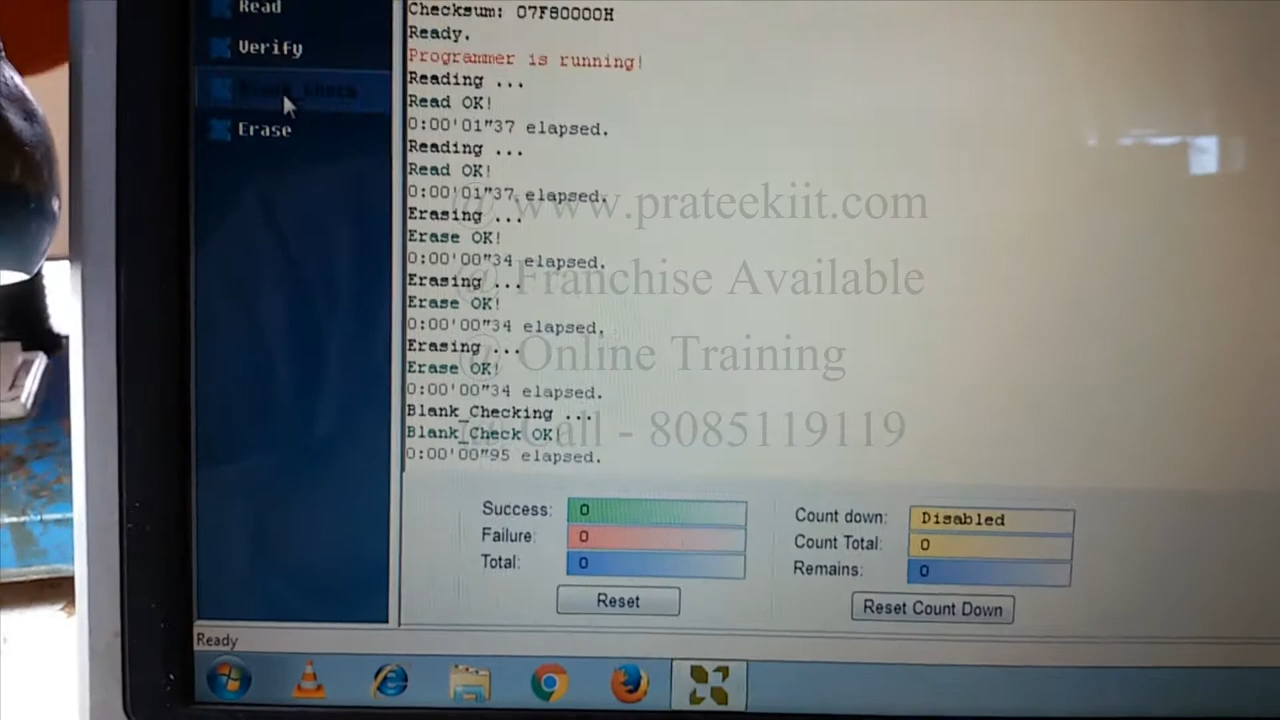 Read
Verify
Blank Check
Erase
Checksum: 07F80000H
Ready.
Programmer is running!
Reading ...
Read OK!
0:00'01"37 elapsed.
Reading ...
Read OK!
0:00'01"37 elapsed.
Erasing ...
Erase OK!
0:00'00"34 elapsed.
Erasing ...
Erase OK!
0:00'00"34 elapsed.
Erasing ...
Erase OK!
0:00'00"34 elapsed.
Blank_Checking ...
Blank_Check OK!
0:00'00"95 elapsed.
@ www.prateekiit.com
@ Franchise Available
@ Online Training
@ Call - 8085119119
Success: 0
Failure: 0
Total: 0
Reset
Count down: Disabled
Count Total: 0
Remains: 0
Reset Count Down
Ready